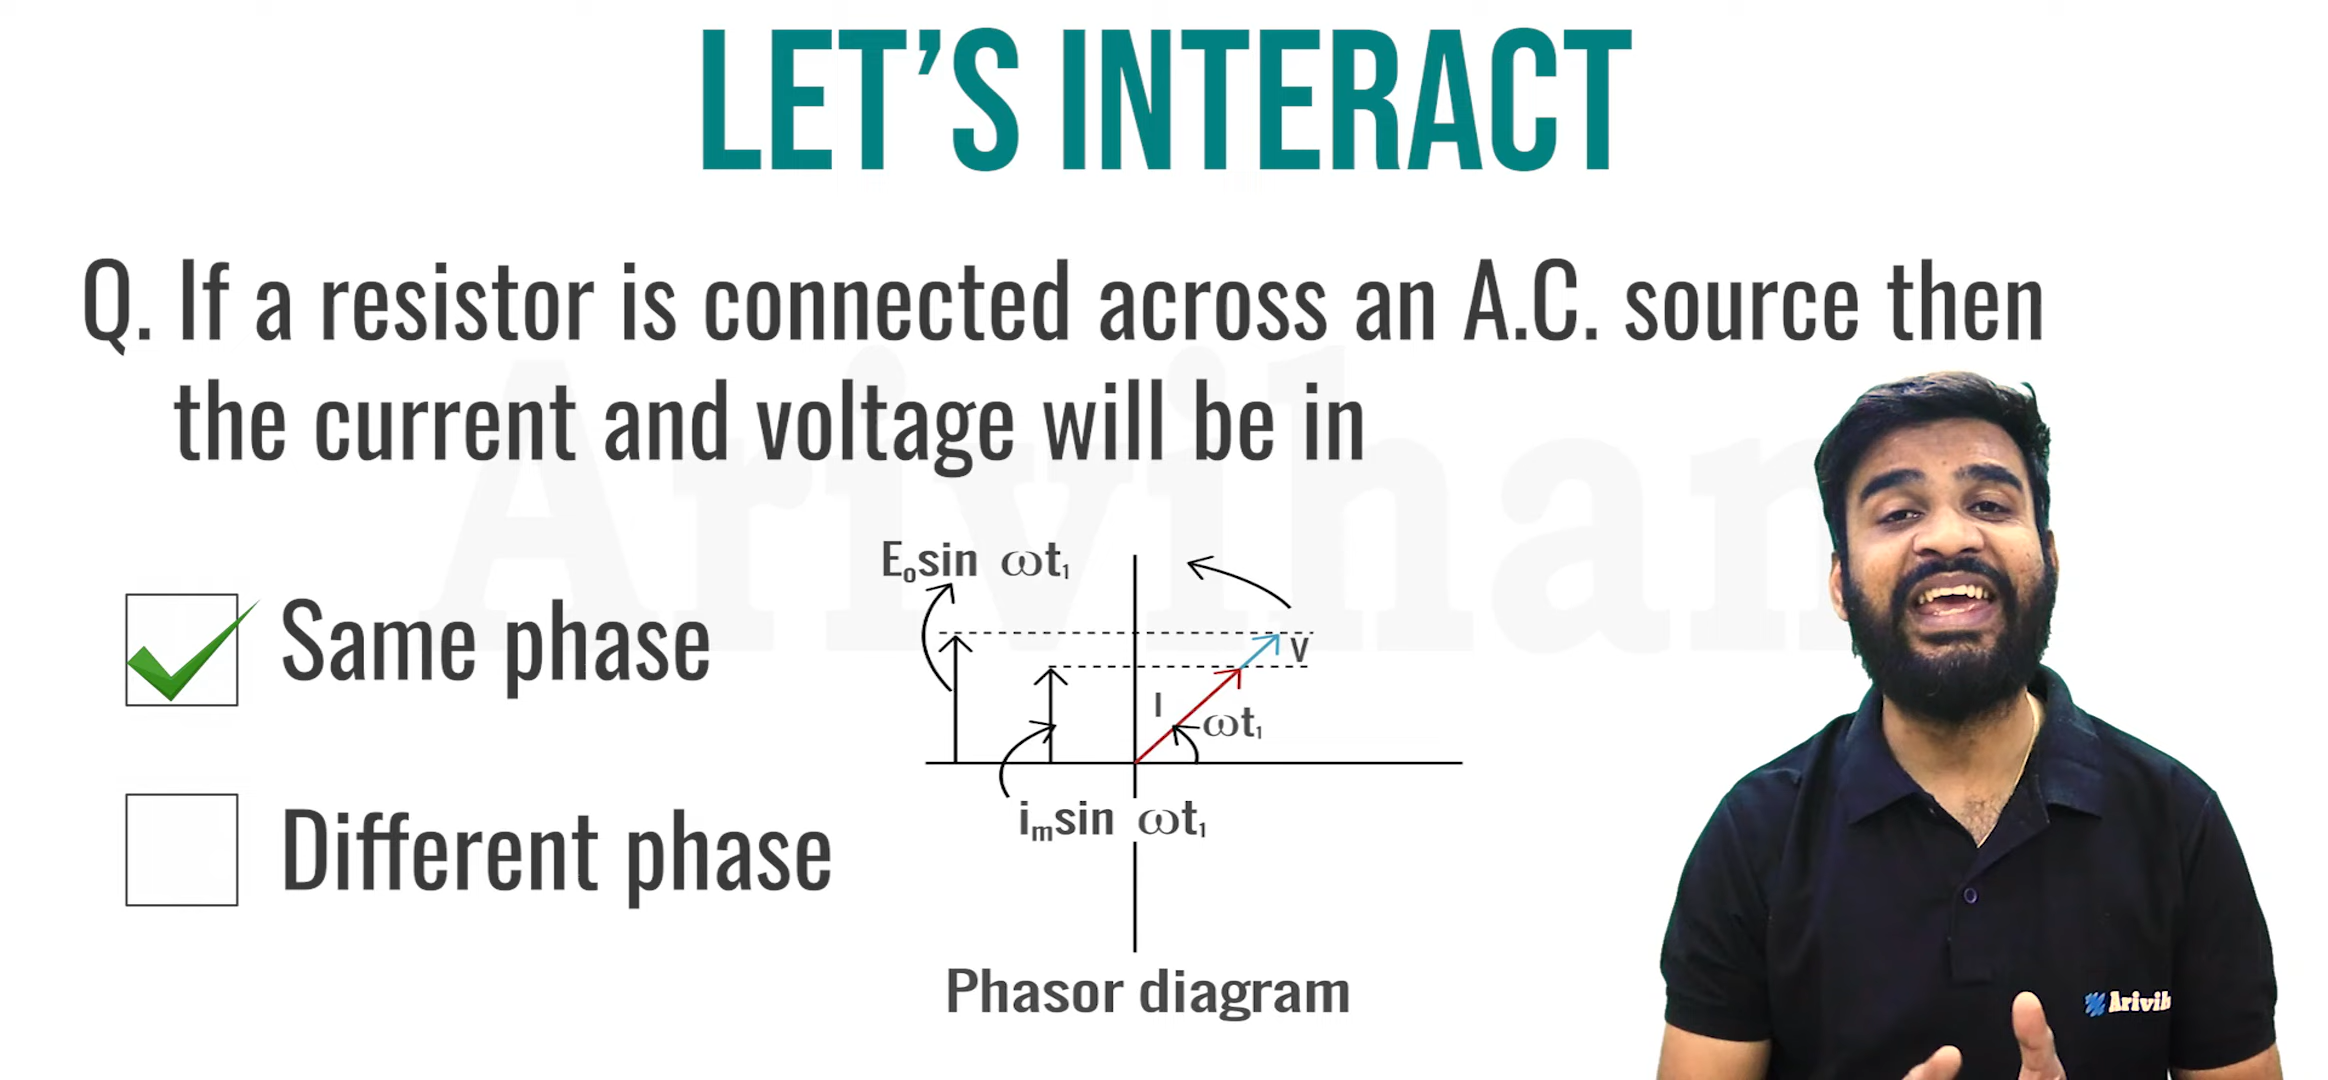 LET'S INTERACT
Q. If a resistor is connected across an A.C. source then
the current and voltage will be in
Same phase
Different phase
E₀sin ωt₁
V
I
ωt₁
iₘsin ωt₁
Phasor diagram
Arivihan
Arivih